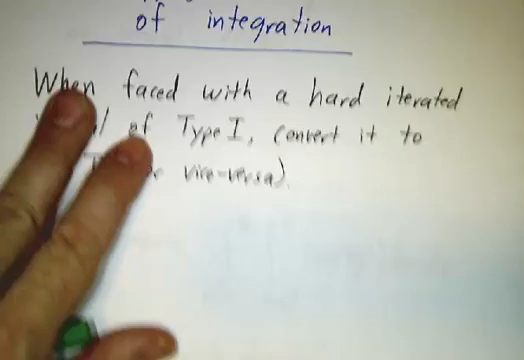 of integration
When faced with a hard iterated
of Type I, convert it to
vice-versa).